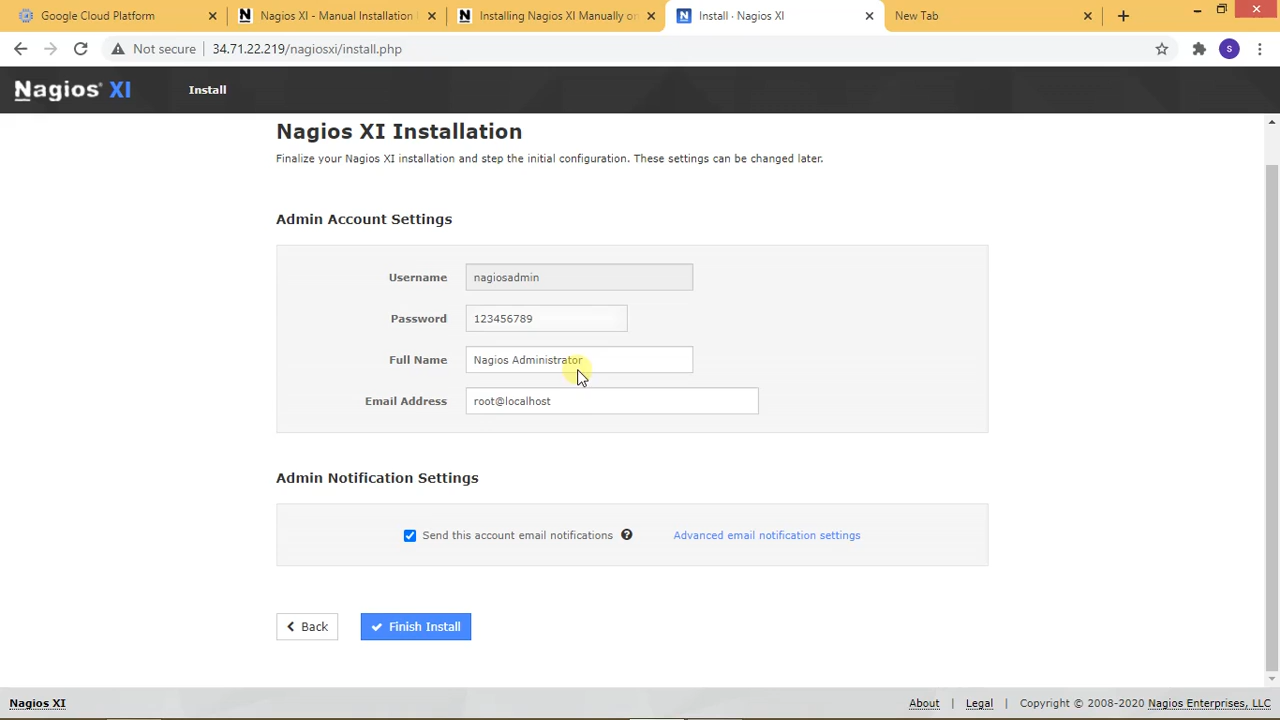 Google Cloud Platform
Nagios XI - Manual Installation
Installing Nagios XI Manually on
Install · Nagios XI
New Tab
Not secure | 34.71.22.219/nagiosxi/install.php
S
Nagios® XI
Install
Nagios XI Installation
Finalize your Nagios XI installation and step the initial configuration. These settings can be changed later.
Admin Account Settings
Username nagiosadmin
Password 123456789
Full Name Nagios Administrator
Email Address root@localhost
Admin Notification Settings
Send this account email notifications ? Advanced email notification settings
Back Finish Install
Nagios XI About | Legal | Copyright © 2008-2020 Nagios Enterprises, LLC